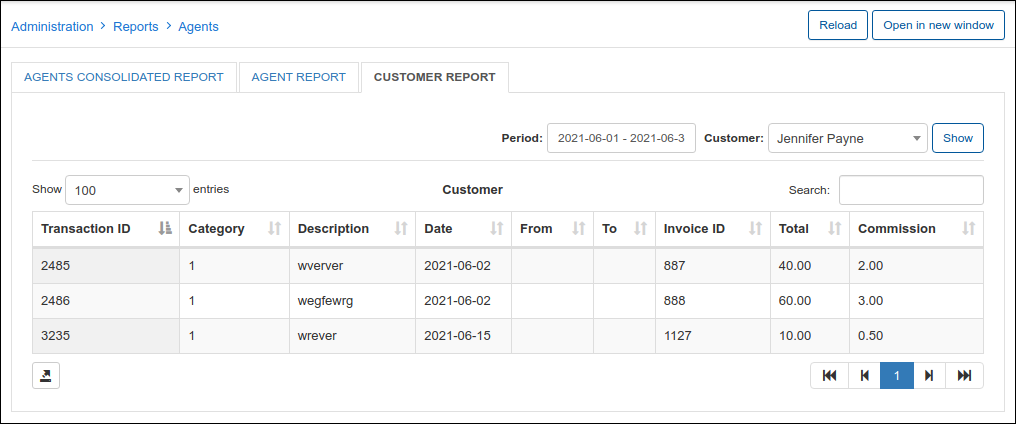 Administration > Reports > Agents Reload Open in new window
AGENTS CONSOLIDATED REPORT AGENT REPORT CUSTOMER REPORT
Period: 2021-06-01 - 2021-06-3 Customer: Jennifer Payne Show
Show 100 entries Customer Search:
Transaction ID Category Description Date From To Invoice ID Total Commission
2485 1 wverver 2021-06-02 887 40.00 2.00
2486 1 wegfewrg 2021-06-02 888 60.00 3.00
3235 1 wrever 2021-06-15 1127 10.00 0.50
1